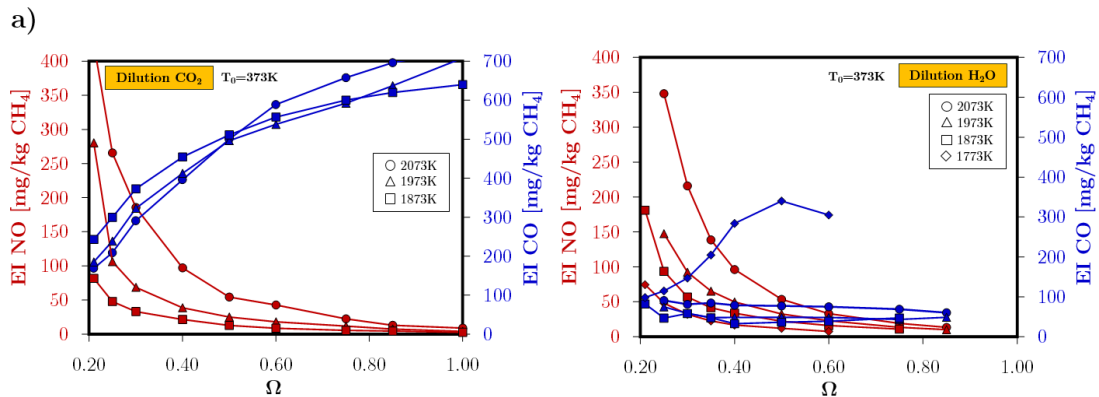 a)
EI NO [mg/kg CH₄]
400
350
300
250
200
150
100
50
0
Dilution CO₂
T₀=373K
2073K
1973K
1873K
700
600
500
400
300
200
100
0
EI CO [mg/kg CH₄]
0.20
0.40
0.60
0.80
1.00
Ω
EI NO [mg/kg CH₄]
400
350
300
250
200
150
100
50
0
T₀=373K
Dilution H₂O
2073K
1973K
1873K
1773K
700
600
500
400
300
200
100
0
EI CO [mg/kg CH₄]
0.20
0.40
0.60
0.80
1.00
Ω